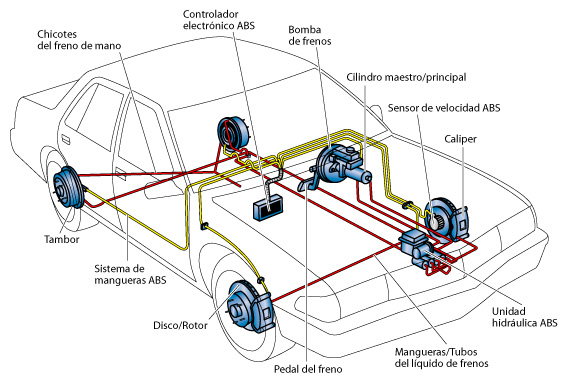 Controlador
electrónico ABS
Chicotes
del freno de mano
Bomba
de frenos
Cilindro maestro/principal
Sensor de velocidad ABS
Caliper
Tambor
Sistema de
mangueras ABS
Disco/Rotor
Pedal del freno
Mangueras/Tubos
del líquido de frenos
Unidad
hidráulica ABS